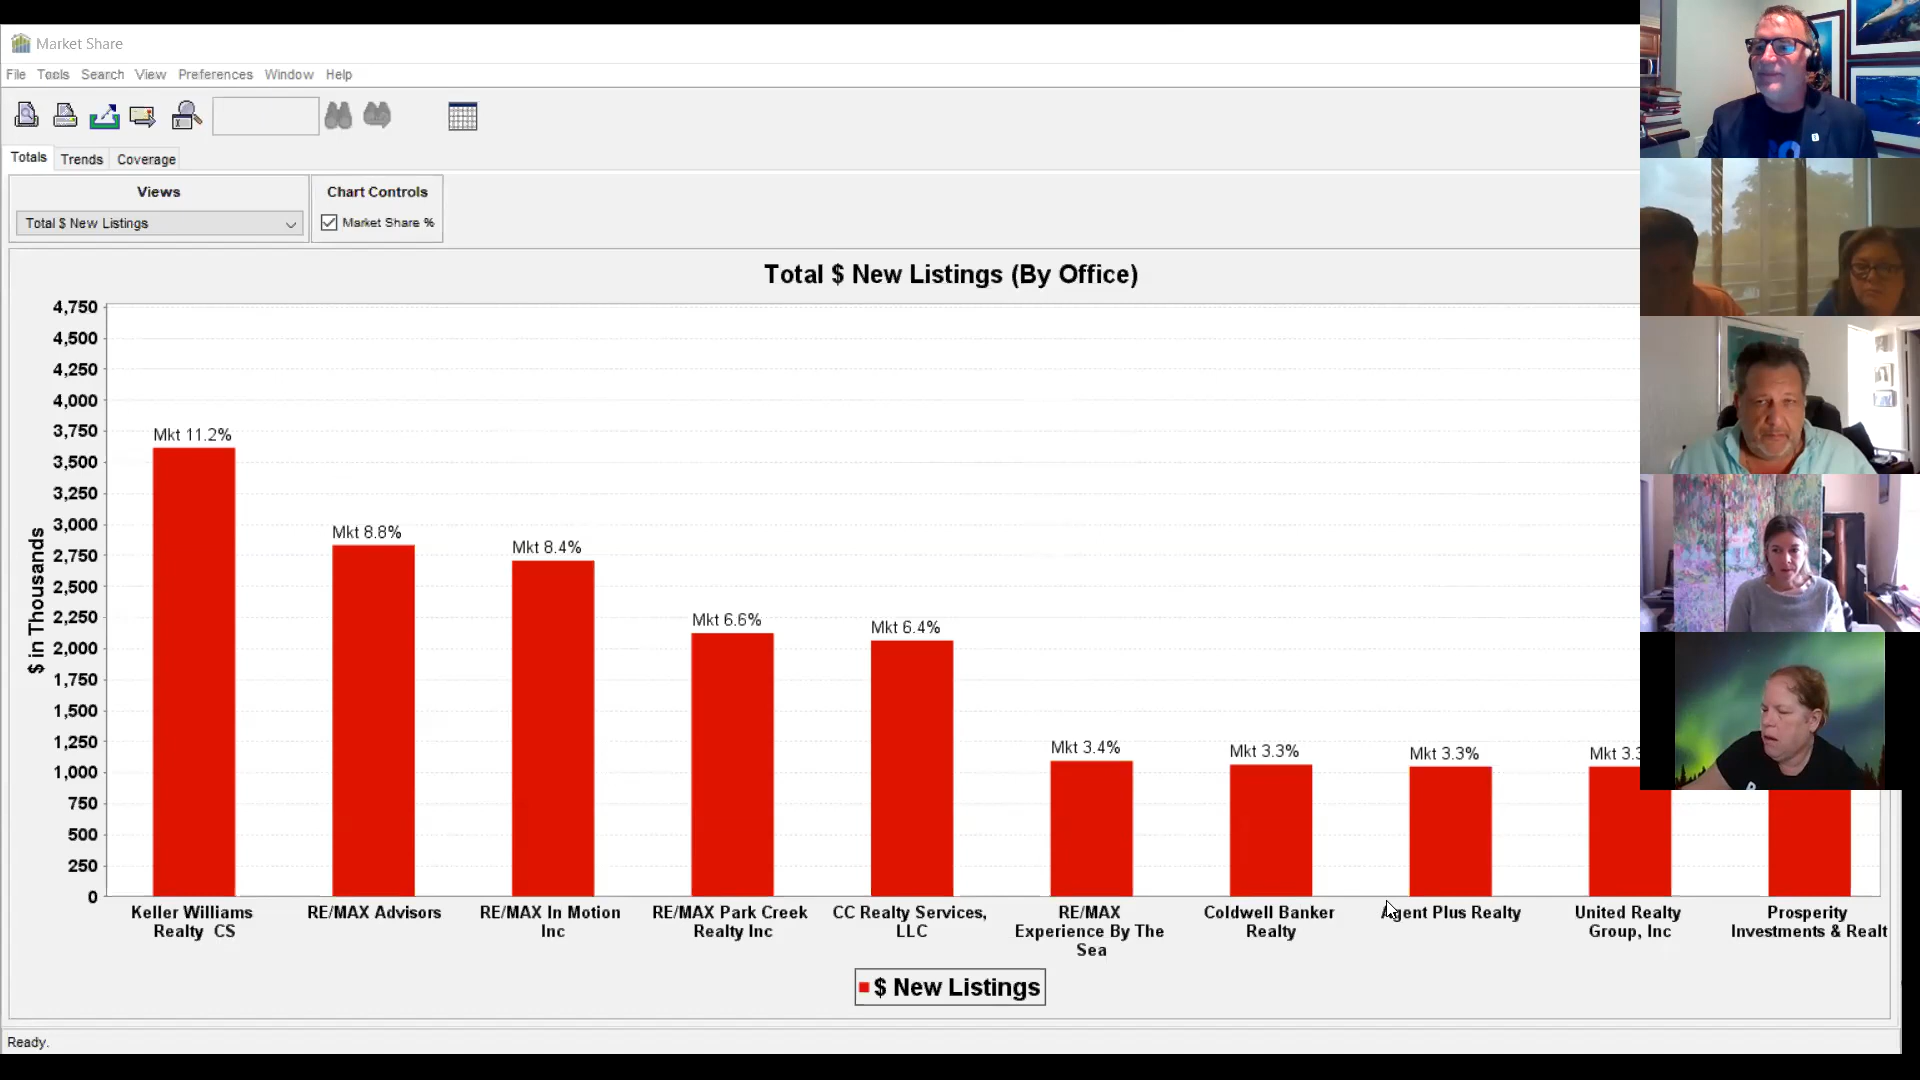 Market Share
File Tools Search View Preferences Window Help
Totals Trends Coverage
Views
Chart Controls
Total $ New Listings
Market Share %
Total $ New Listings (By Office)
4,750
4,500
4,250
4,000
3,750
3,500
3,250
3,000
2,750
2,500
2,250
2,000
1,750
1,500
1,250
1,000
750
500
250
0
$ in Thousands
Mkt 11.2%
Mkt 8.8%
Mkt 8.4%
Mkt 6.6%
Mkt 6.4%
Mkt 3.4%
Mkt 3.3%
Mkt 3.3%
Mkt 3.3
Keller Williams
Realty CS
RE/MAX Advisors
RE/MAX In Motion
Inc
RE/MAX Park Creek
Realty Inc
CC Realty Services,
LLC
RE/MAX
Experience By The
Sea
Coldwell Banker
Realty
Agent Plus Realty
United Realty
Group, Inc
Prosperity
Investments & Realt
$ New Listings
Ready.